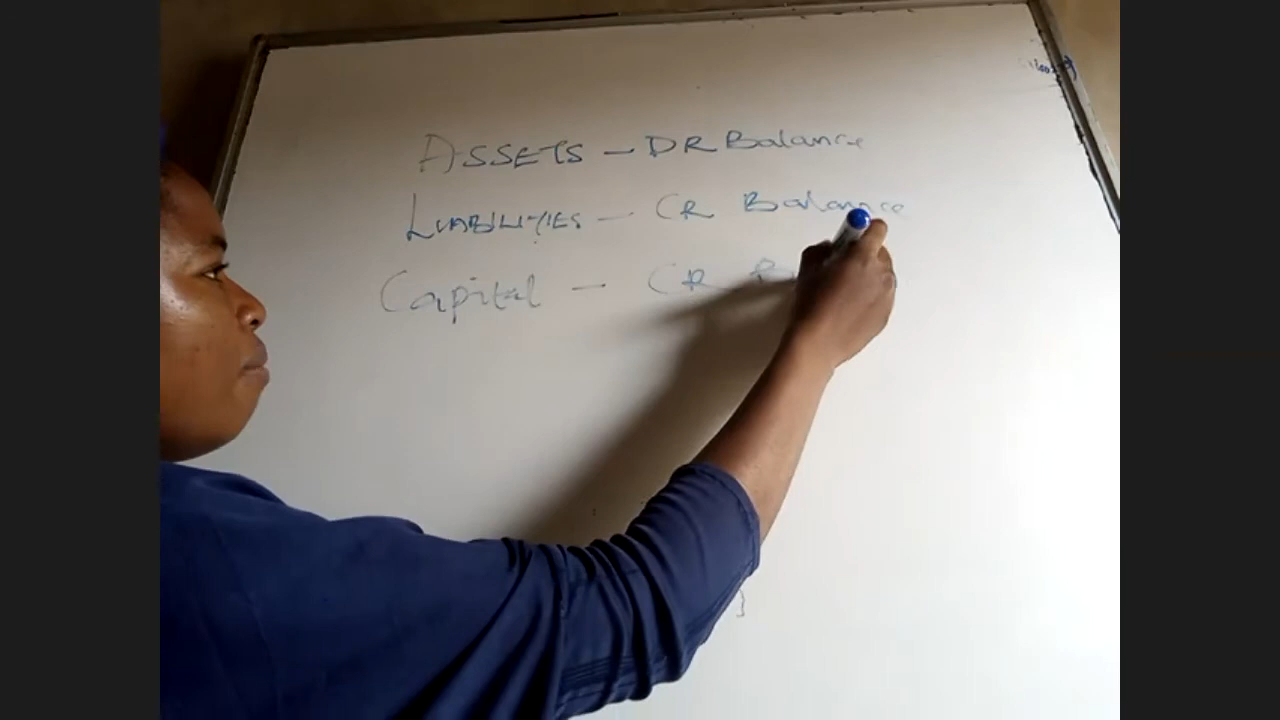 ASSETS – DR Balance
LIABILITIES – CR Balance
Capital – CR B